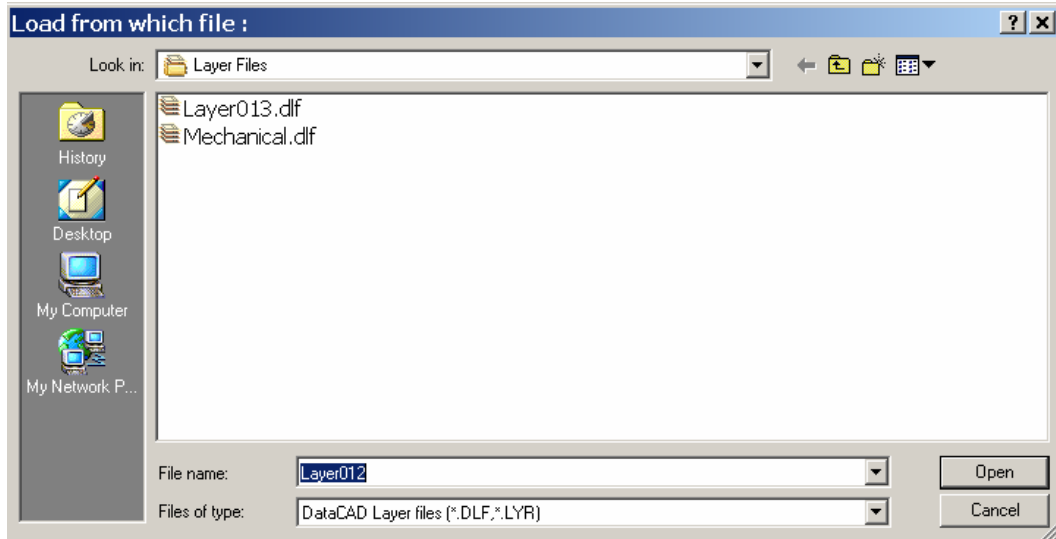 Load from which file :
Look in: Layer Files
Layer013.dlf
Mechanical.dlf
History
Desktop
My Computer
My Network P...
File name: Layer012 Open
Files of type: DataCAD Layer files (*.DLF,*.LYR) Cancel